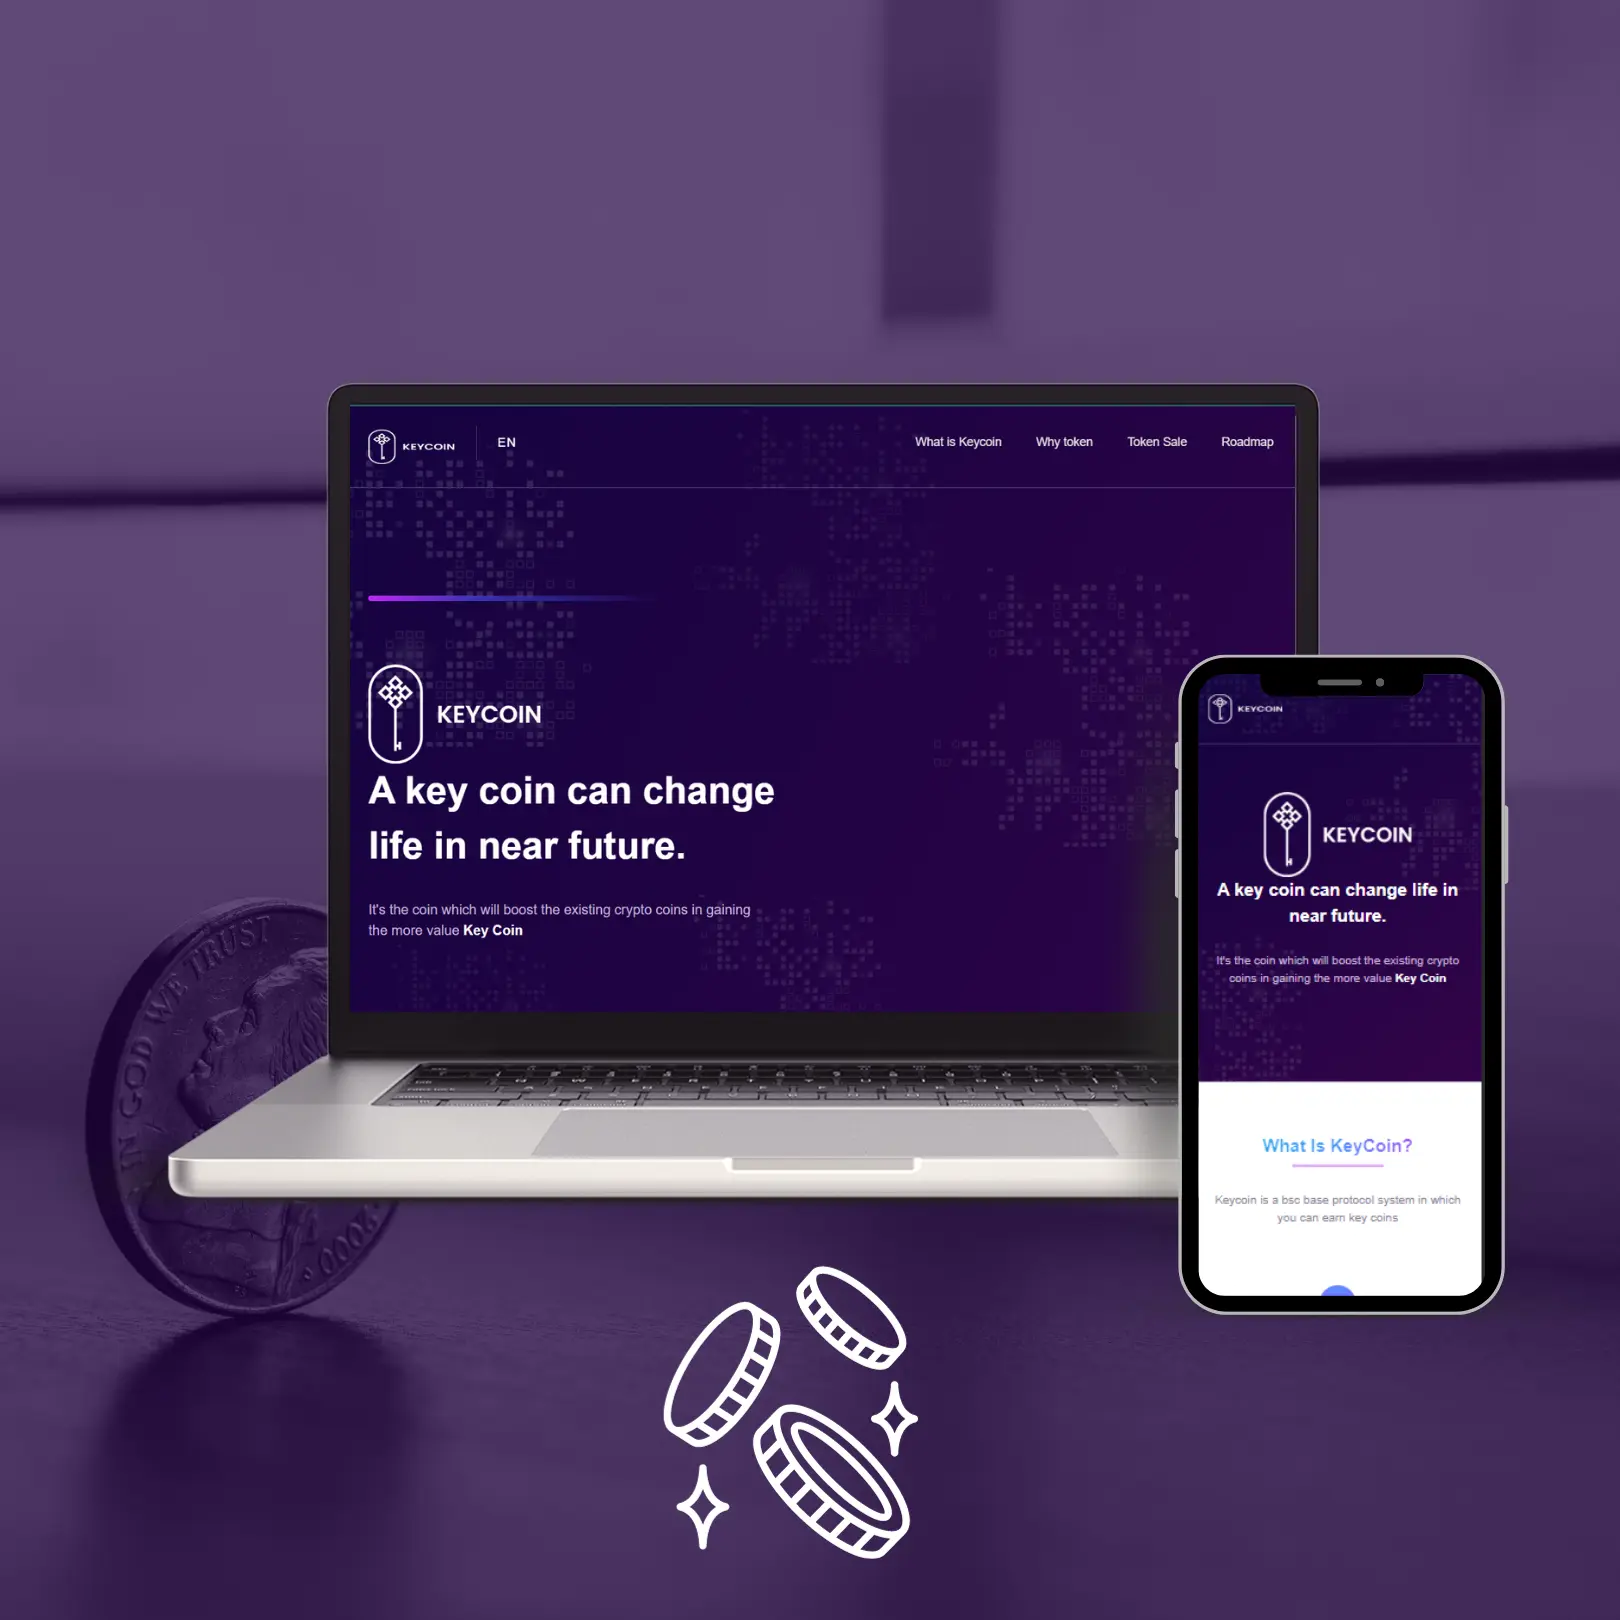 KEYCOIN
EN
What is Keycoin
Why token
Token Sale
Roadmap
KEYCOIN
A key coin can change
life in near future.
It's the coin which will boost the existing crypto coins in gaining
the more value Key Coin
KEYCOIN
KEYCOIN
A key coin can change life in
near future.
It's the coin which will boost the existing crypto
coins in gaining the more value Key Coin
What Is KeyCoin?
Keycoin is a bsc base protocol system in which
you can earn key coins
IN GOD WE TRUST
2000